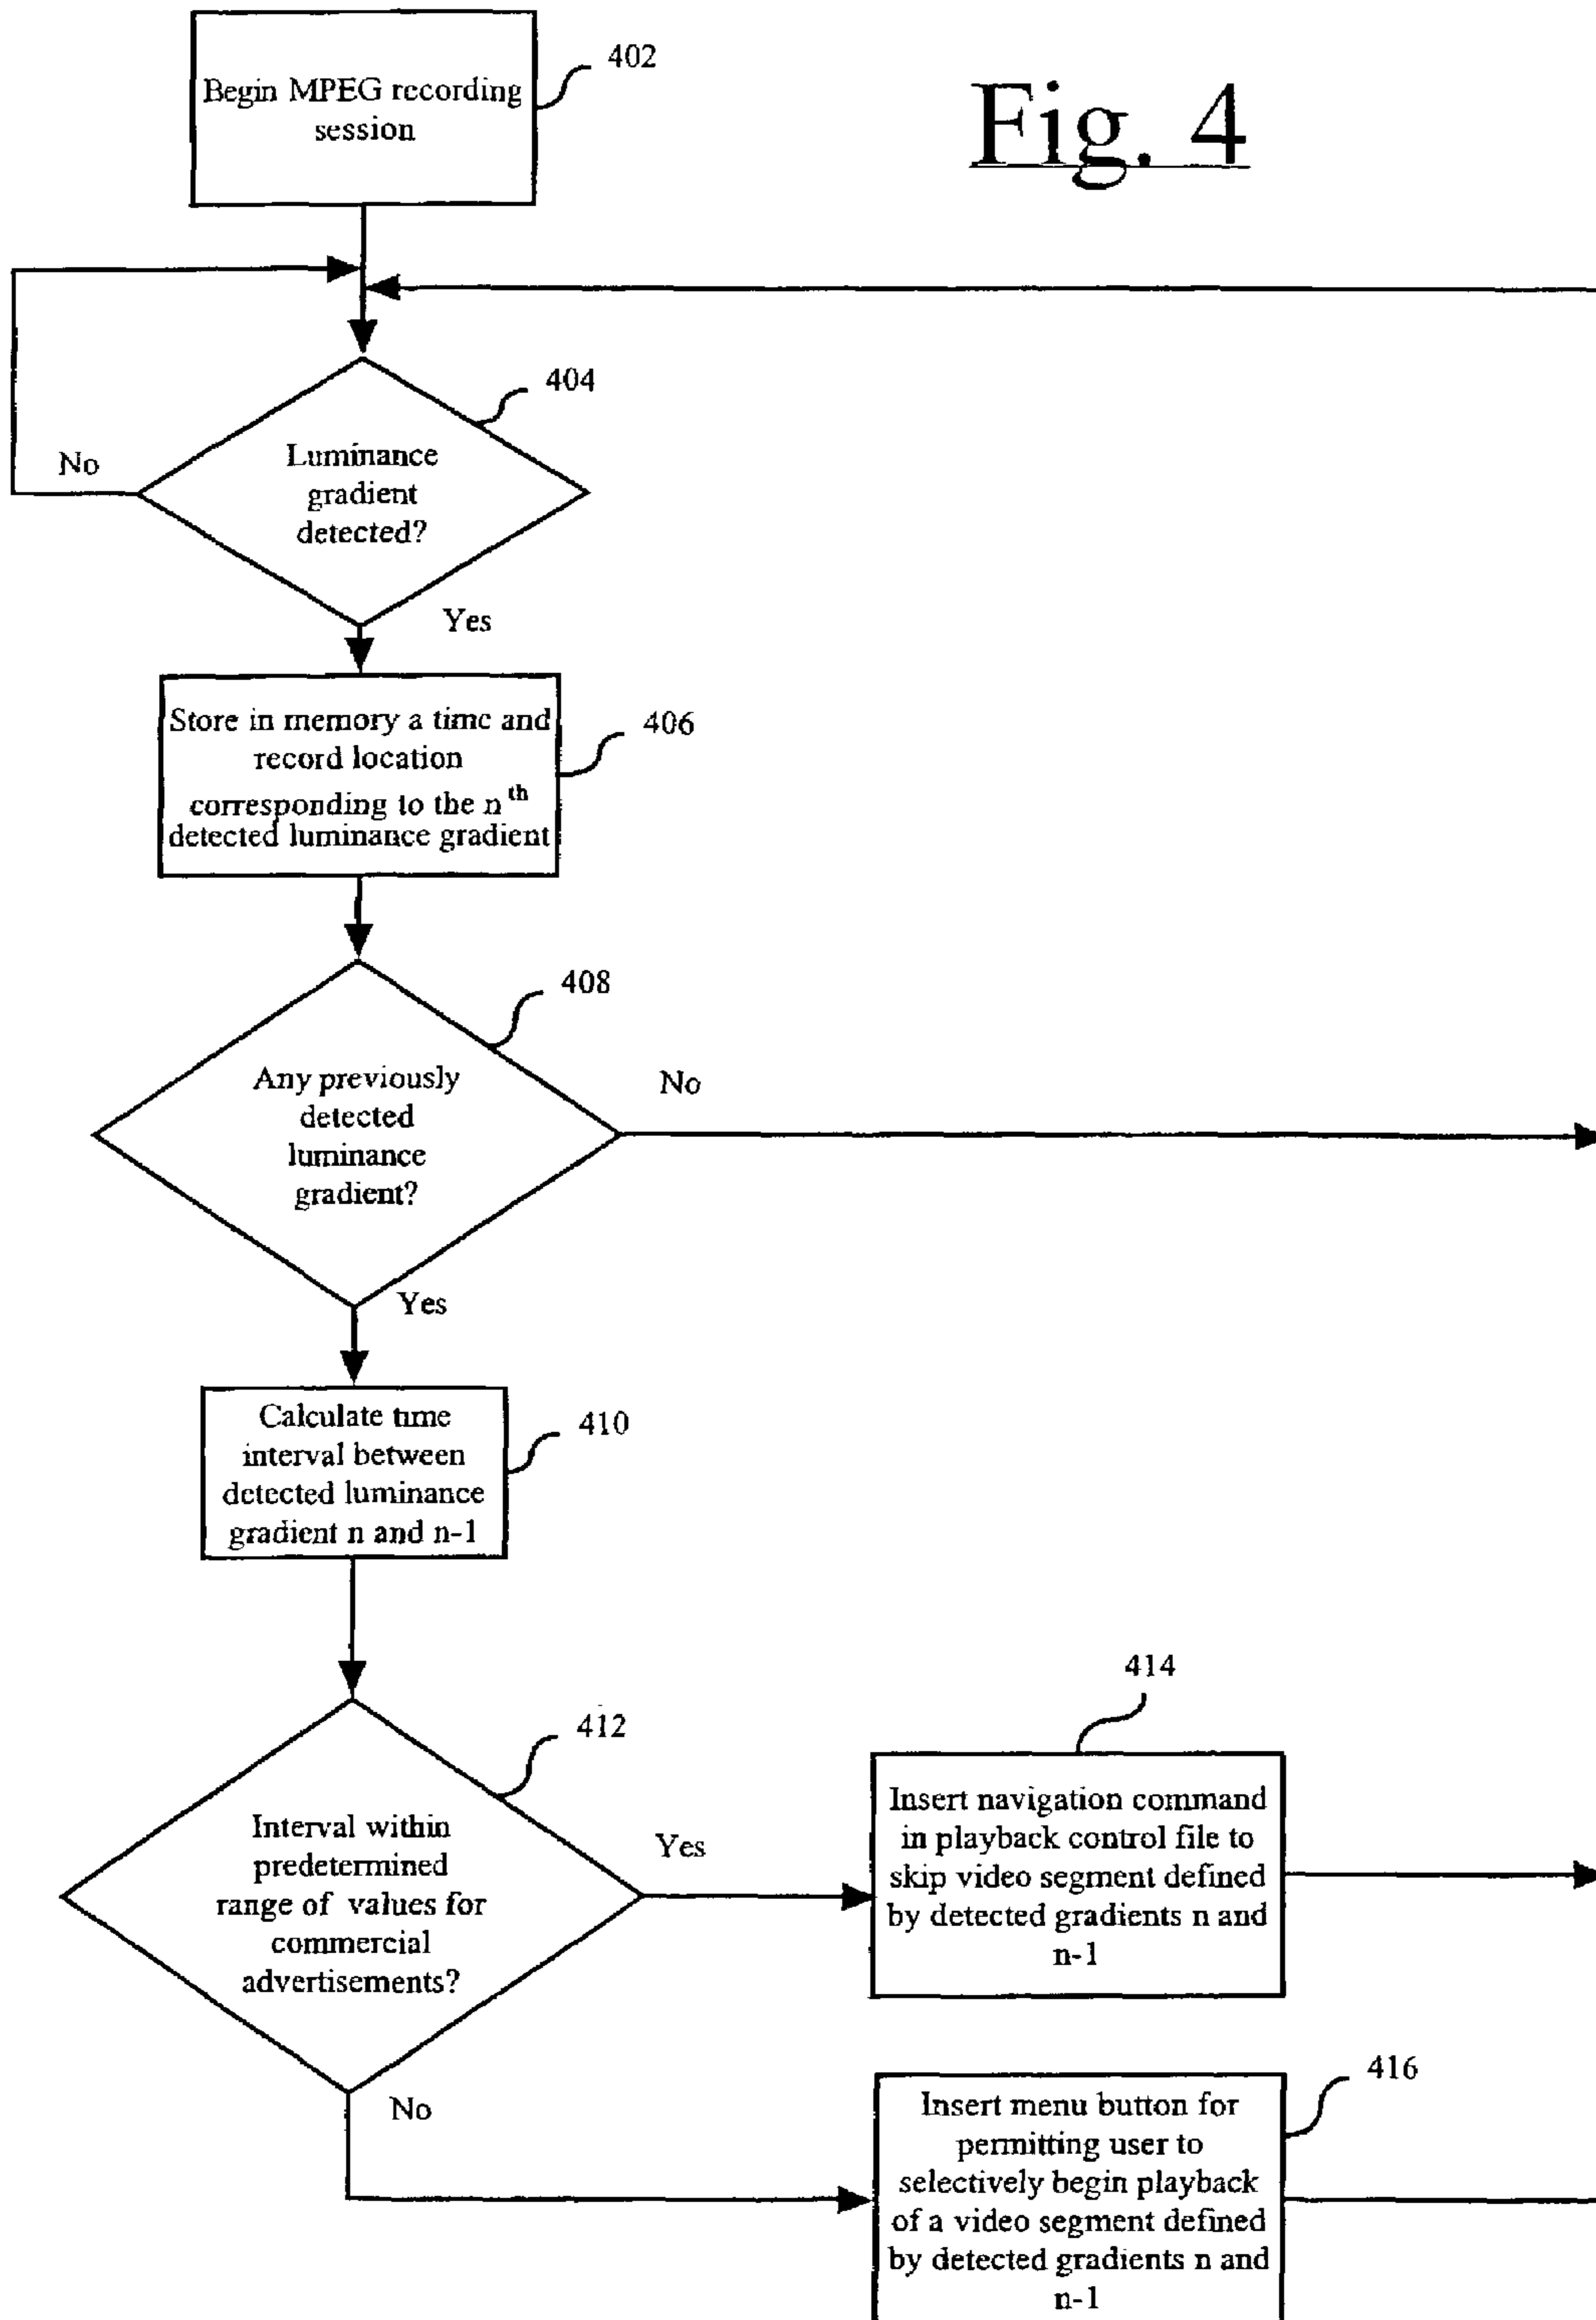 Fig. 4
Begin MPEG recording
session
402
404
Luminance
gradient
detected?
No
Yes
Store in memory a time and
record location
corresponding to the nth
detected luminance gradient
406
408
Any previously
detected
luminance
gradient?
No
Yes
Calculate time
interval between
detected luminance
gradient n and n-1
410
412
Interval within
predetermined
range of values for
commercial
advertisements?
Yes
No
414
Insert navigation command
in playback control file to
skip video segment defined
by detected gradients n and
n-1
416
Insert menu button for
permitting user to
selectively begin playback
of a video segment defined
by detected gradients n and
n-1